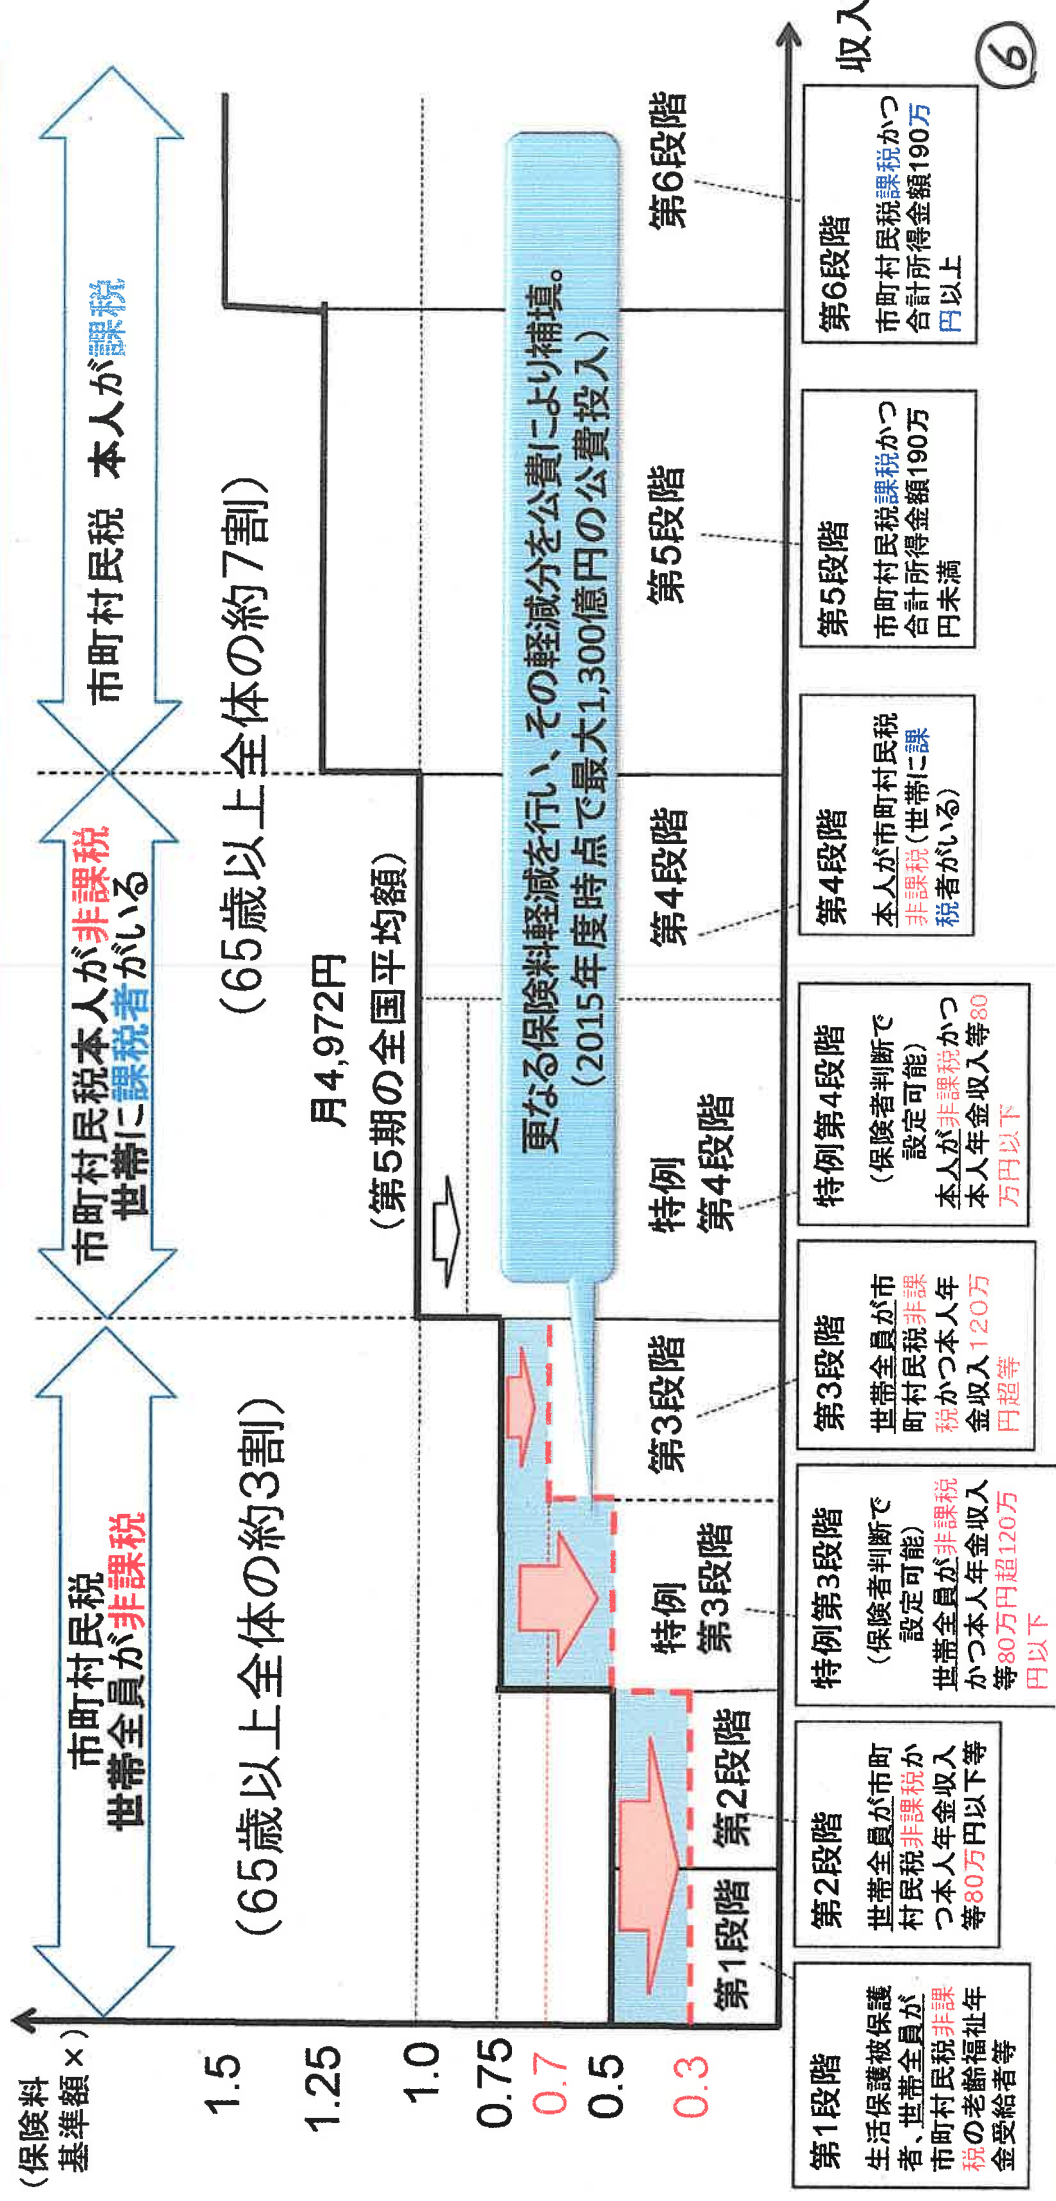 (保険料
基準額×)
1.5
1.25
1.0
0.75
0.7
0.5
0.3
市町村民税
世帯全員が非課税
市町村民税本人が非課税
世帯に課税者がいる
市町村民税 本人が課税
(65歳以上全体の約3割)
(65歳以上全体の約7割)
月4,972円
(第5期の全国平均額)
更なる保険料軽減を行い、その軽減分を公費により補填。
(2015年度時点で最大1,300億円の公費投入)
第1段階
第2段階
特例
第3段階
第3段階
特例
第4段階
第4段階
第5段階
第6段階
収入
第1段階
生活保護被保護
者、世帯全員が
市町村民税非課
税の老齢福祉年
金受給者等
第2段階
世帯全員が市町
村民税非課税か
つ本人年金収入
等80万円以下等
特例第3段階
(保険者判断で
設定可能)
世帯全員が非課税
かつ本人年金収入
等80万円超120万
円以下
第3段階
世帯全員が市
町村民税非課
税かつ本人年
金収入120万
円超等
特例第4段階
(保険者判断で
設定可能)
本人が非課税かつ
本人年金収入等80
万円以下
第4段階
本人が市町村民税
非課税(世帯に課
税者がいる)
第5段階
市町村民税課税かつ
合計所得金額190万
円未満
第6段階
市町村民税課税かつ
合計所得金額190万
円以上
6